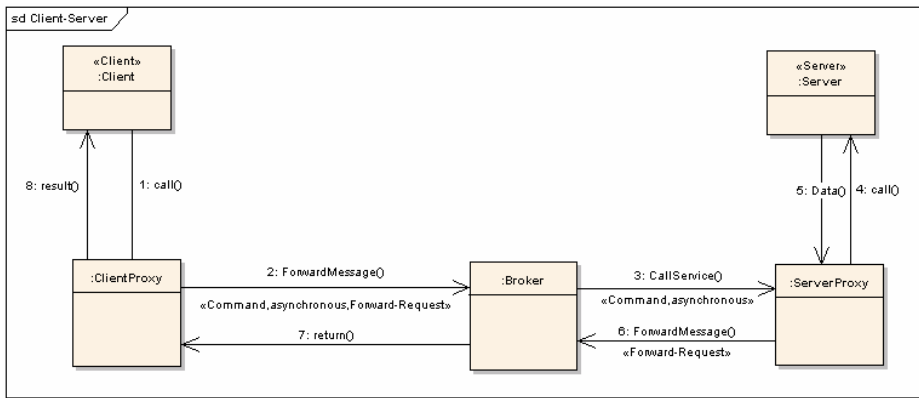 sd Client-Server
«Client»
:Client
«Server»
:Server
8: result()
1: call()
5: Data()
4: call()
:ClientProxy
2: ForwardMessage()
«Command,asynchronous,Forward-Request»
7: return()
:Broker
3: CallService()
«Command,asynchronous»
6: ForwardMessage()
«Forward-Request»
:ServerProxy